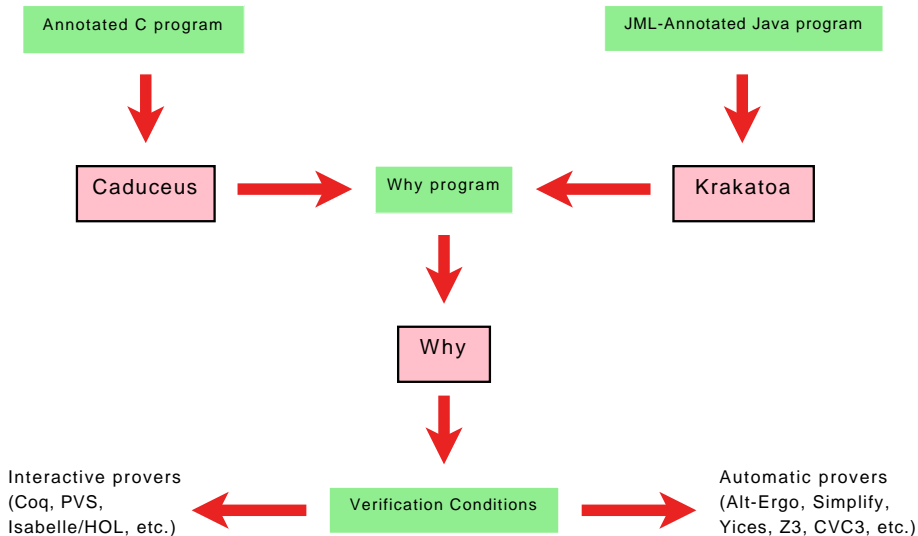 Annotated C program
JML-Annotated Java program
Caduceus
Why program
Krakatoa
Why
Interactive provers
(Coq, PVS,
Isabelle/HOL, etc.)
Verification Conditions
Automatic provers
(Alt-Ergo, Simplify,
Yices, Z3, CVC3, etc.)